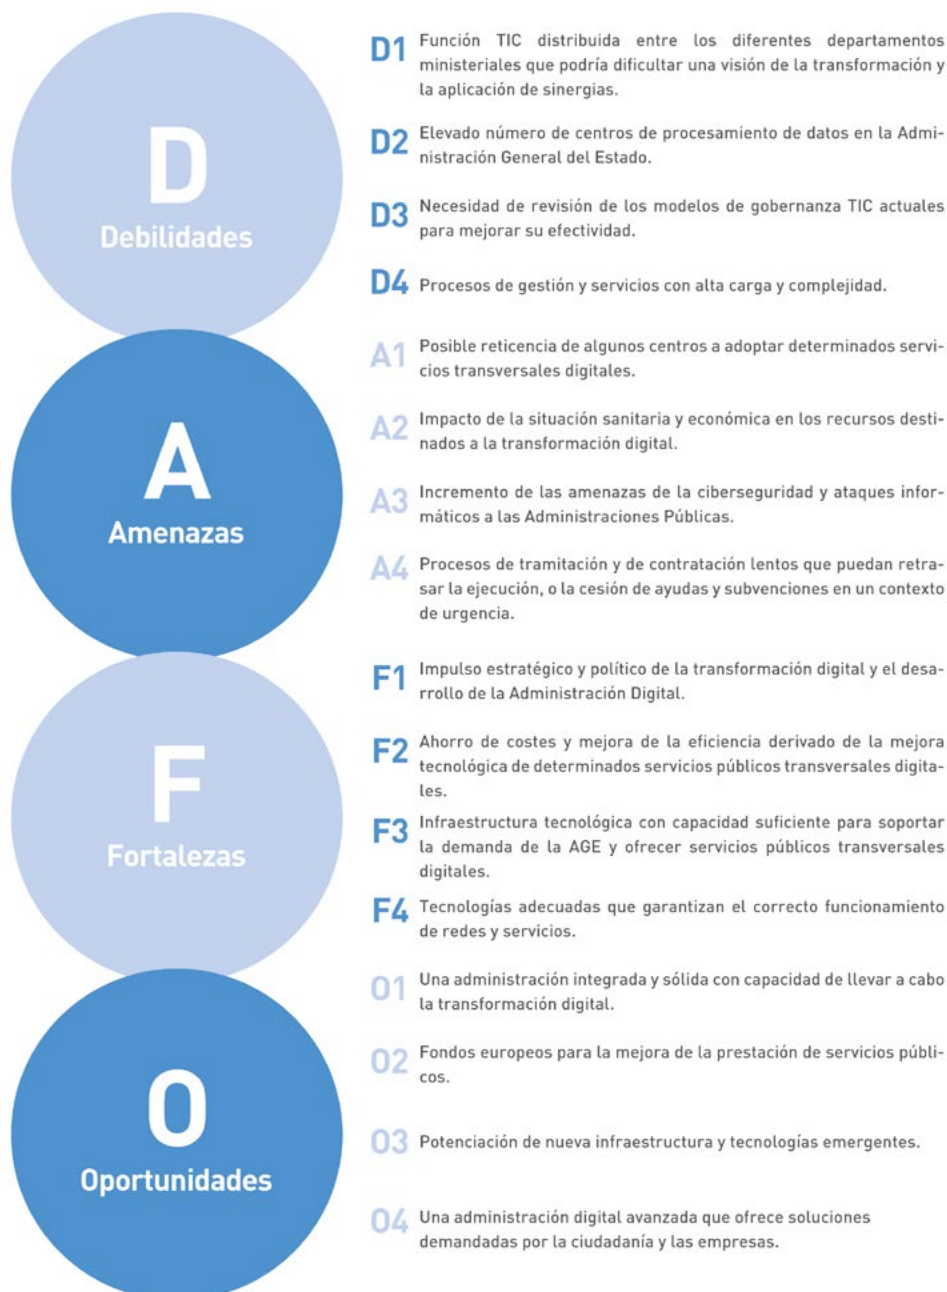 D
Debilidades
D1 Función TIC distribuida entre los diferentes departamentos
ministeriales que podría dificultar una visión de la transformación y
la aplicación de sinergias.
D2 Elevado número de centros de procesamiento de datos en la Admi-
nistración General del Estado.
D3 Necesidad de revisión de los modelos de gobernanza TIC actuales
para mejorar su efectividad.
D4 Procesos de gestión y servicios con alta carga y complejidad.
A
Amenazas
A1 Posible reticencia de algunos centros a adoptar determinados servi-
cios transversales digitales.
A2 Impacto de la situación sanitaria y económica en los recursos desti-
nados a la transformación digital.
A3 Incremento de las amenazas de la ciberseguridad y ataques infor-
máticos a las Administraciones Públicas.
A4 Procesos de tramitación y de contratación lentos que puedan retra-
sar la ejecución, o la cesión de ayudas y subvenciones en un contexto
de urgencia.
F
Fortalezas
F1 Impulso estratégico y político de la transformación digital y el desa-
rrollo de la Administración Digital.
F2 Ahorro de costes y mejora de la eficiencia derivado de la mejora
tecnológica de determinados servicios públicos transversales digita-
les.
F3 Infraestructura tecnológica con capacidad suficiente para soportar
la demanda de la AGE y ofrecer servicios públicos transversales
digitales.
F4 Tecnologías adecuadas que garantizan el correcto funcionamiento
de redes y servicios.
O
Oportunidades
O1 Una administración integrada y sólida con capacidad de llevar a cabo
la transformación digital.
O2 Fondos europeos para la mejora de la prestación de servicios públi-
cos.
O3 Potenciación de nueva infraestructura y tecnologías emergentes.
O4 Una administración digital avanzada que ofrece soluciones
demandadas por la ciudadanía y las empresas.